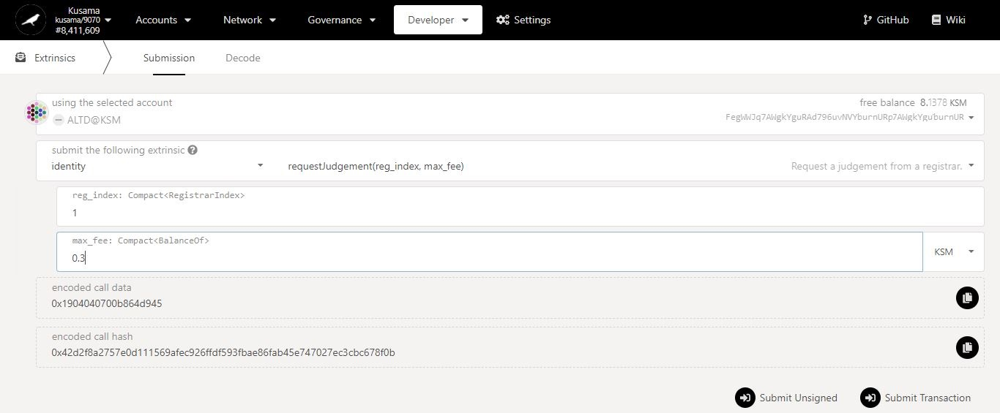 Kusama
kusama/9070
#8,411,609
Accounts
Network
Governance
Developer
Settings
GitHub
Wiki
Extrinsics
Submission
Decode
using the selected account
ALTD@KSM
free balance 8.1378 KSM
FegWWJq7AWgkYguRAd796uvNVYburnURp7AWgkYguburnUR
submit the following extrinsic
identity
requestJudgement(reg_index, max_fee)
Request a judgement from a registrar.
reg_index: Compact<RegistrarIndex>
1
max_fee: Compact<BalanceOf>
0.3
KSM
encoded call data
0x1904040700b864d945
encoded call hash
0x42d2f8a2757e0d111569afec926ffdf593fbae86fab45e747027ec3cbc678f0b
Submit Unsigned
Submit Transaction